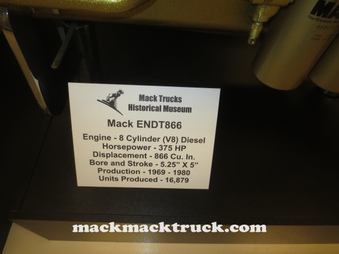 MACK
Mack Trucks
Historical Museum
Mack ENDT866
Engine - 8 Cylinder (V8) Diesel
Horsepower - 375 HP
Displacement - 866 Cu. In.
Bore and Stroke - 5.25" X 5"
Production - 1969 - 1980
Units Produced - 16,879
mackmacktruck.com